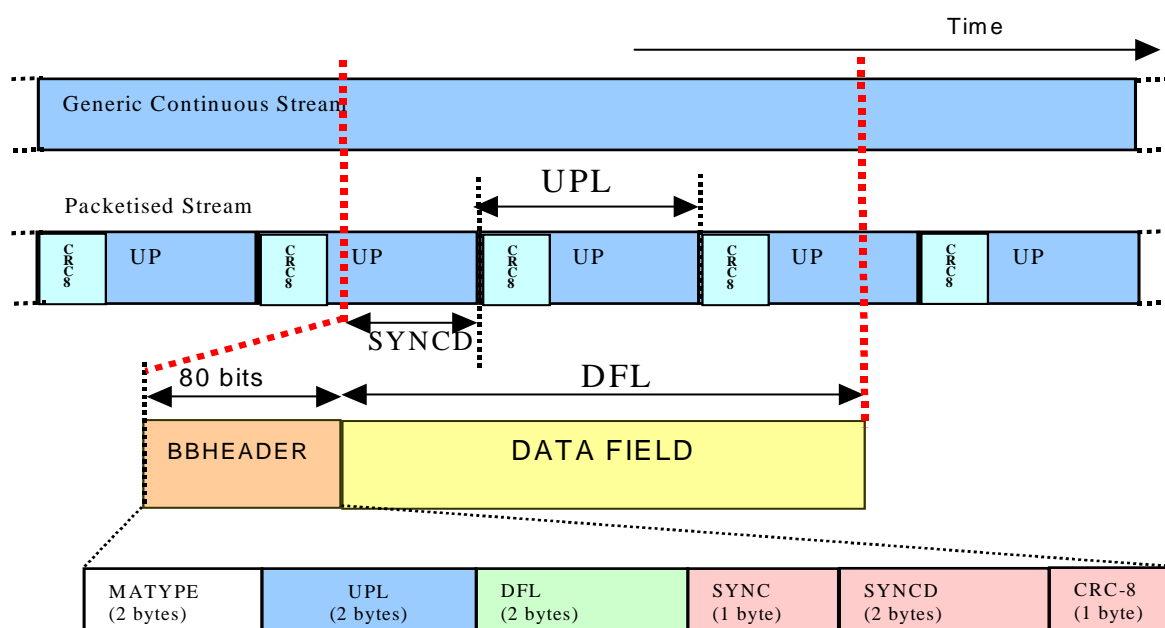 Time
Generic Continuous Stream
UPL
Packetised Stream
CRC8 UP CRC8 UP CRC8 UP CRC8 UP CRC8 UP
SYNCD
80 bits DFL
BBHEADER DATA FIELD
MATYPE UPL DFL SYNC SYNCD CRC-8
(2 bytes) (2 bytes) (2 bytes) (1 byte) (2 bytes) (1 byte)